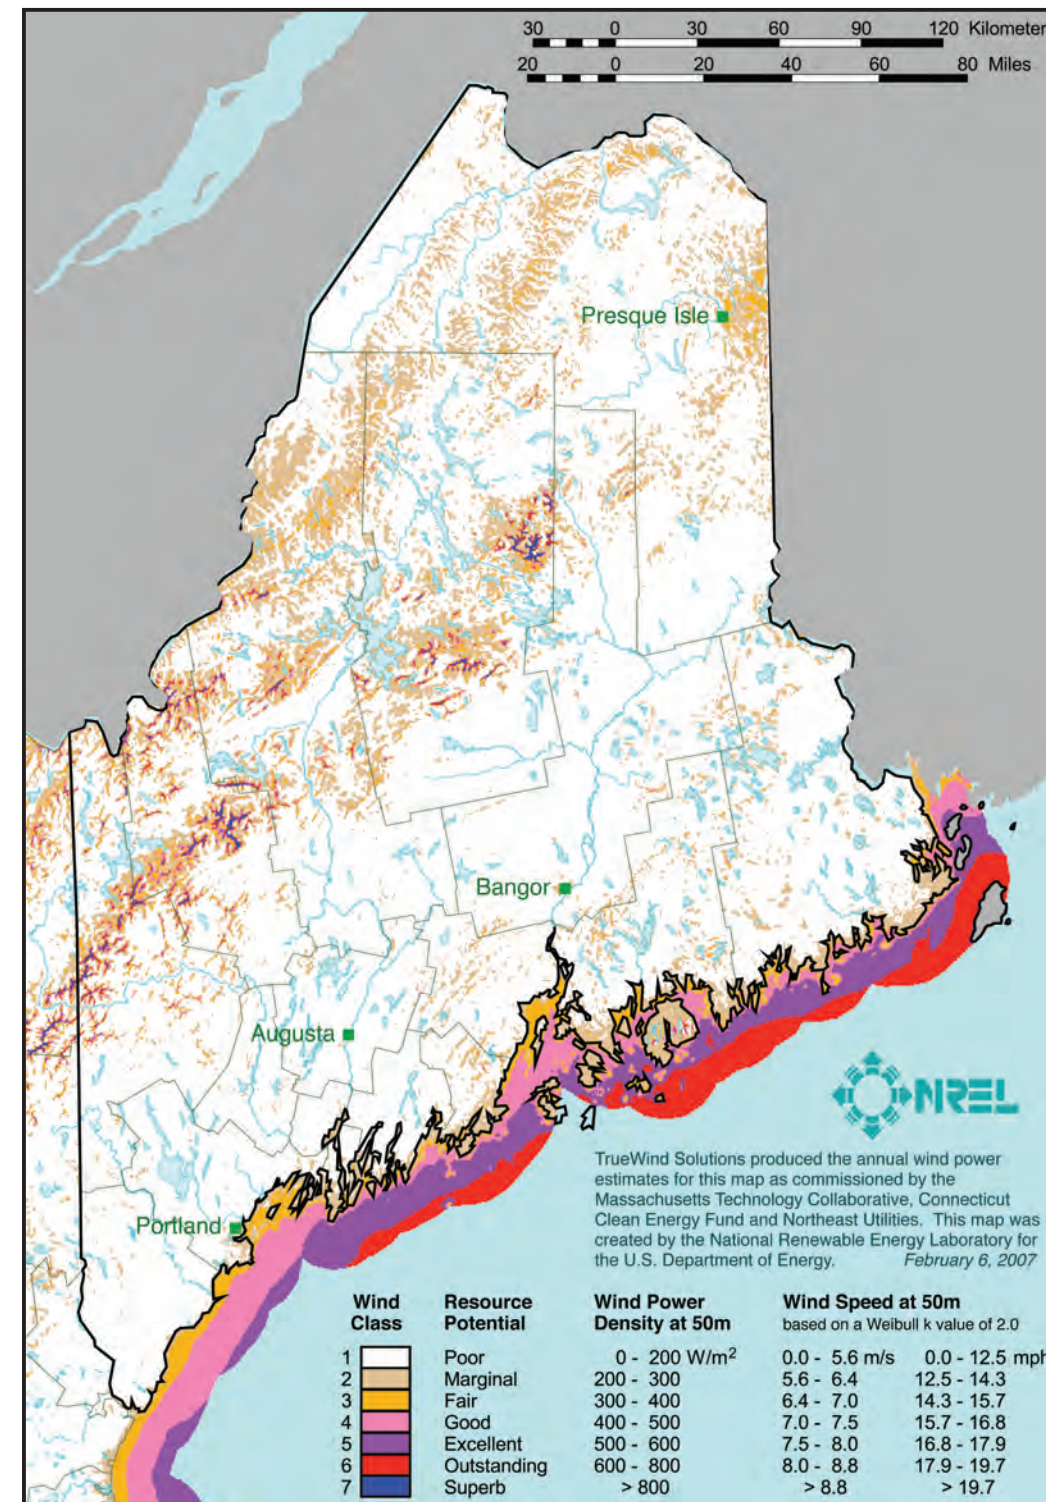 30 0 30 60 90 120 Kilometer
20 0 20 40 60 80 Miles
Presque Isle
Bangor
Augusta
NREL
TrueWind Solutions produced the annual wind power
estimates for this map as commissioned by the
Massachusetts Technology Collaborative, Connecticut
Clean Energy Fund and Northeast Utilities. This map was
created by the National Renewable Energy Laboratory for
the U.S. Department of Energy. February 6, 2007
Portland
Wind Class Resource Potential Wind Power Density at 50m Wind Speed at 50m based on a Weibull k value of 2.0
1 Poor 0 - 200 W/m² 0.0 - 5.6 m/s 0.0 - 12.5 mph
2 Marginal 200 - 300 5.6 - 6.4 12.5 - 14.3
3 Fair 300 - 400 6.4 - 7.0 14.3 - 15.7
4 Good 400 - 500 7.0 - 7.5 15.7 - 16.8
5 Excellent 500 - 600 7.5 - 8.0 16.8 - 17.9
6 Outstanding 600 - 800 8.0 - 8.8 17.9 - 19.7
7 Superb > 800 > 8.8 > 19.7